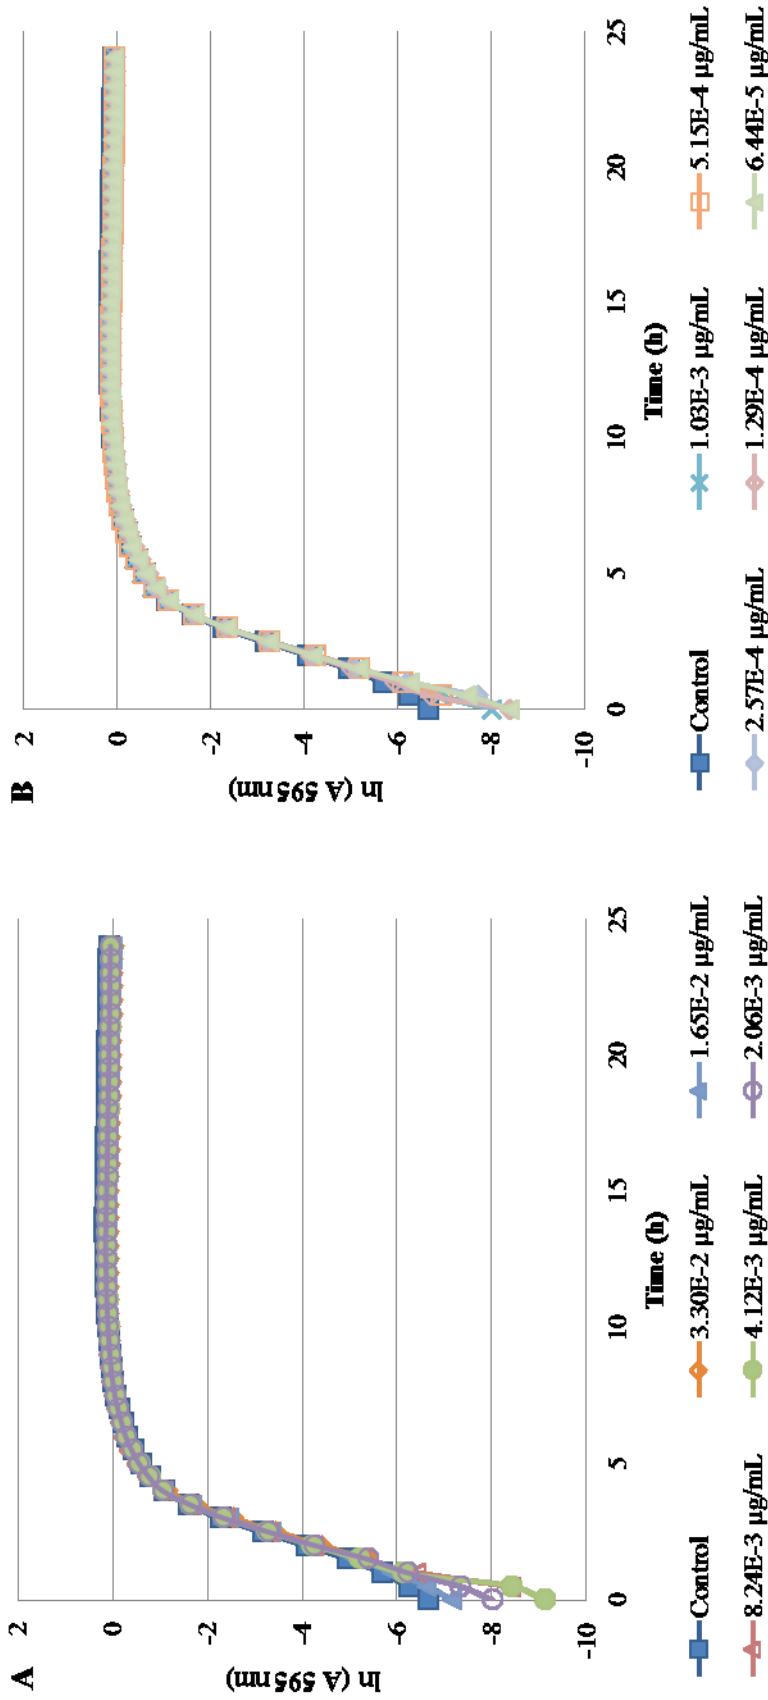 A
2
0
-2
-4
-6
-8
-10
ln (A 595 nm)
0
5
10
15
20
25
Time (h)
Control
3.30E-2 µg/mL
1.65E-2 µg/mL
8.24E-3 µg/mL
4.12E-3 µg/mL
2.06E-3 µg/mL
B
2
0
-2
-4
-6
-8
-10
ln (A 595 nm)
0
5
10
15
20
25
Time (h)
Control
1.03E-3 µg/mL
5.15E-4 µg/mL
2.57E-4 µg/mL
1.29E-4 µg/mL
6.44E-5 µg/mL